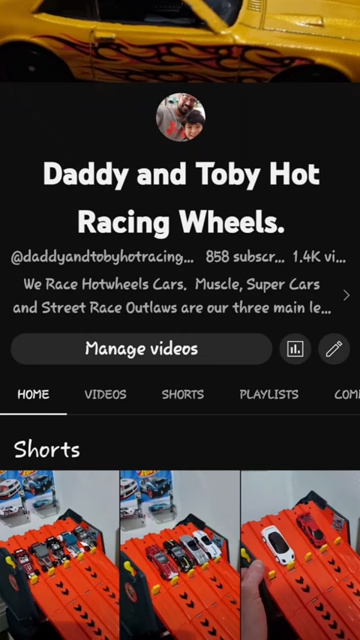 Daddy and Toby Hot
Racing Wheels.
@daddyandtobyhotracing... 858 subscr... 1.4K vi...
We Race Hotwheels Cars. Muscle, Super Cars
and Street Race Outlaws are our three main le...
Manage videos
HOME VIDEOS SHORTS PLAYLISTS COM
Shorts